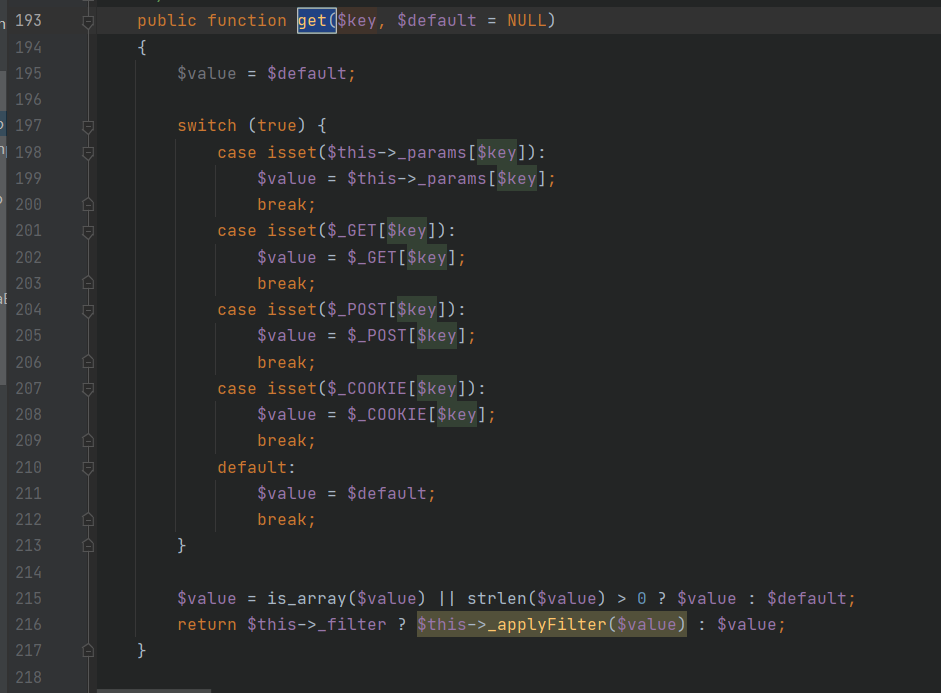 193 public function get($key, $default = NULL)
194 {
195 $value = $default;
196
197 switch (true) {
198 case isset($this->_params[$key]):
199 $value = $this->_params[$key];
200 break;
201 case isset($_GET[$key]):
202 $value = $_GET[$key];
203 break;
204 case isset($_POST[$key]):
205 $value = $_POST[$key];
206 break;
207 case isset($_COOKIE[$key]):
208 $value = $_COOKIE[$key];
209 break;
210 default:
211 $value = $default;
212 break;
213 }
214
215 $value = is_array($value) || strlen($value) > 0 ? $value : $default;
216 return $this->_filter ? $this->_applyFilter($value) : $value;
217 }
218